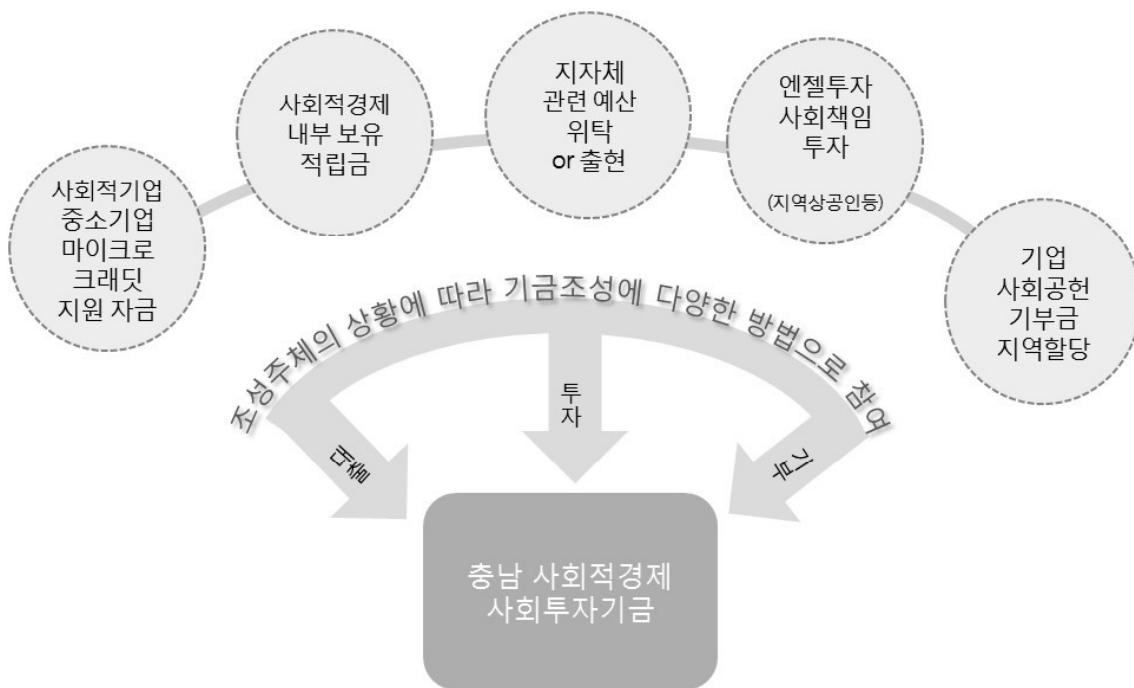 사회적기업
중소기업
마이크로
크래딧
지원 자금
사회적경제
내부 보유
적립금
지자체
관련 예산
위탁
or 출현
엔젤투자
사회책임
투자
(지역상공인등)
기업
사회공헌
기부금
지역할당
조성주체의 상황에 따라 기금조성에 다양한 방법으로 참여
대출
투자
기부
충남 사회적경제
사회투자기금